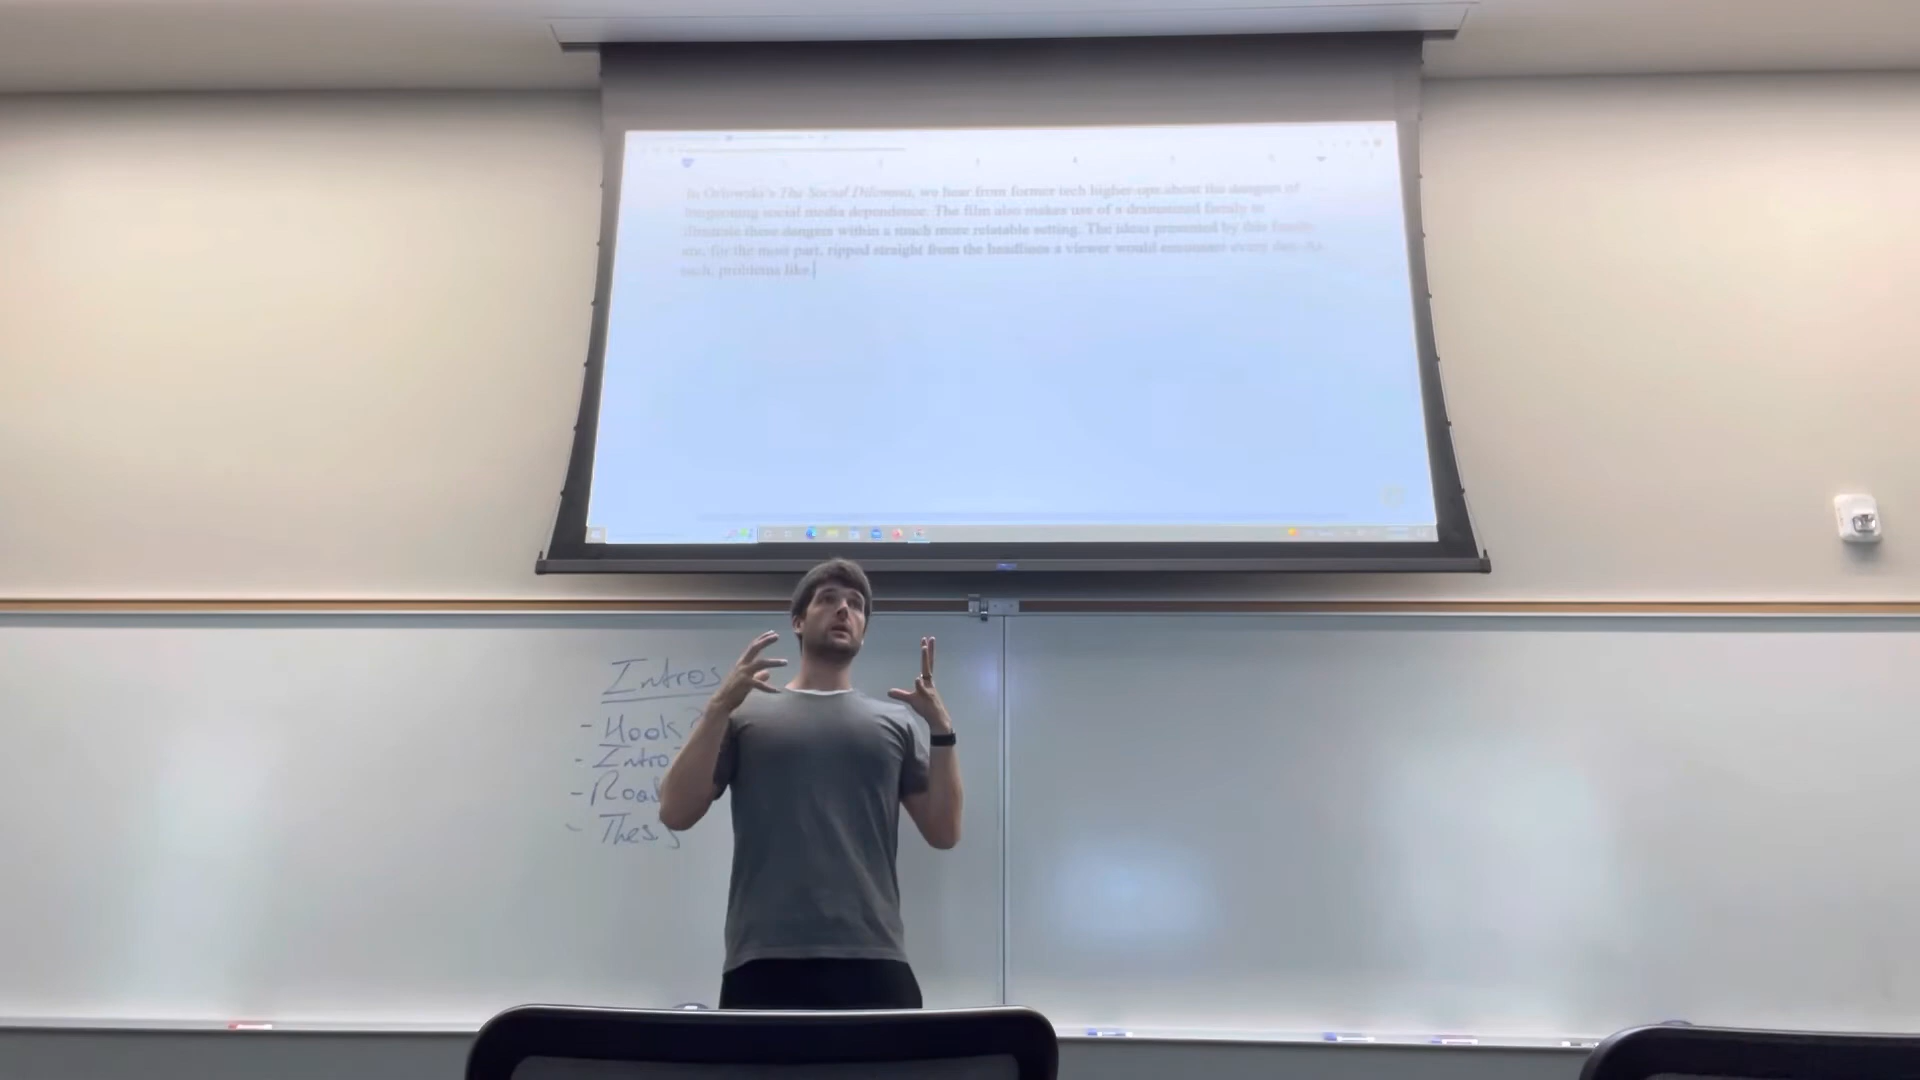 In Orlowski's The Social Dilemma, we hear from former tech higher-ups about the dangers of
burgeoning social media dependence. The film also makes use of a dramatized family to
illustrate these dangers within a much more relatable setting. The ideas presented by this family
are, for the most part, ripped straight from the headlines a viewer would encounter every day. As
such, problems like
Intros
- Hook
- Intro
- Road
- Thes